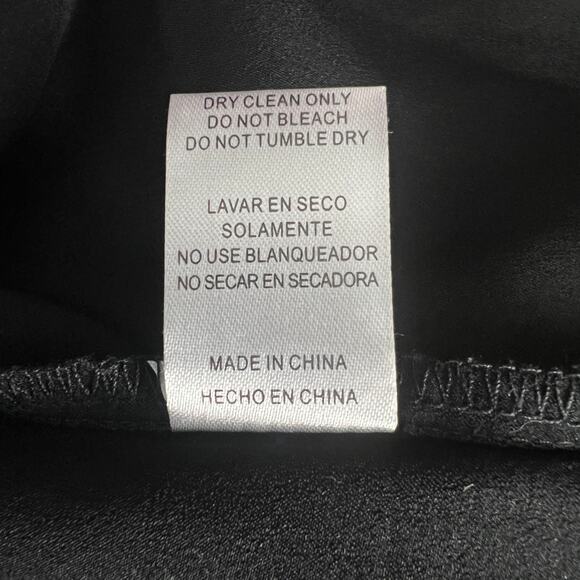 DRY CLEAN ONLY
DO NOT BLEACH
DO NOT TUMBLE DRY
LAVAR EN SECO
SOLAMENTE
NO USE BLANQUEADOR
NO SECAR EN SECADORA
MADE IN CHINA
HECHO EN CHINA